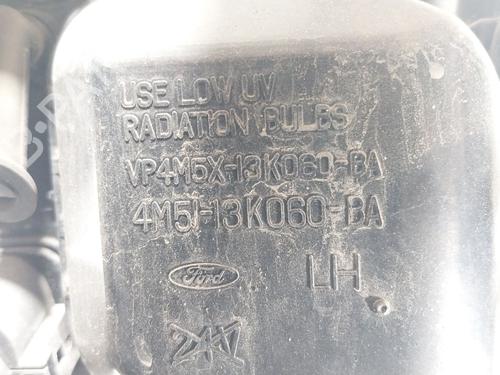 USE LOW UV
RADIATION BULBS
VP4M5X-13K060-BA
4M5J-13K060-BA
Ford LH